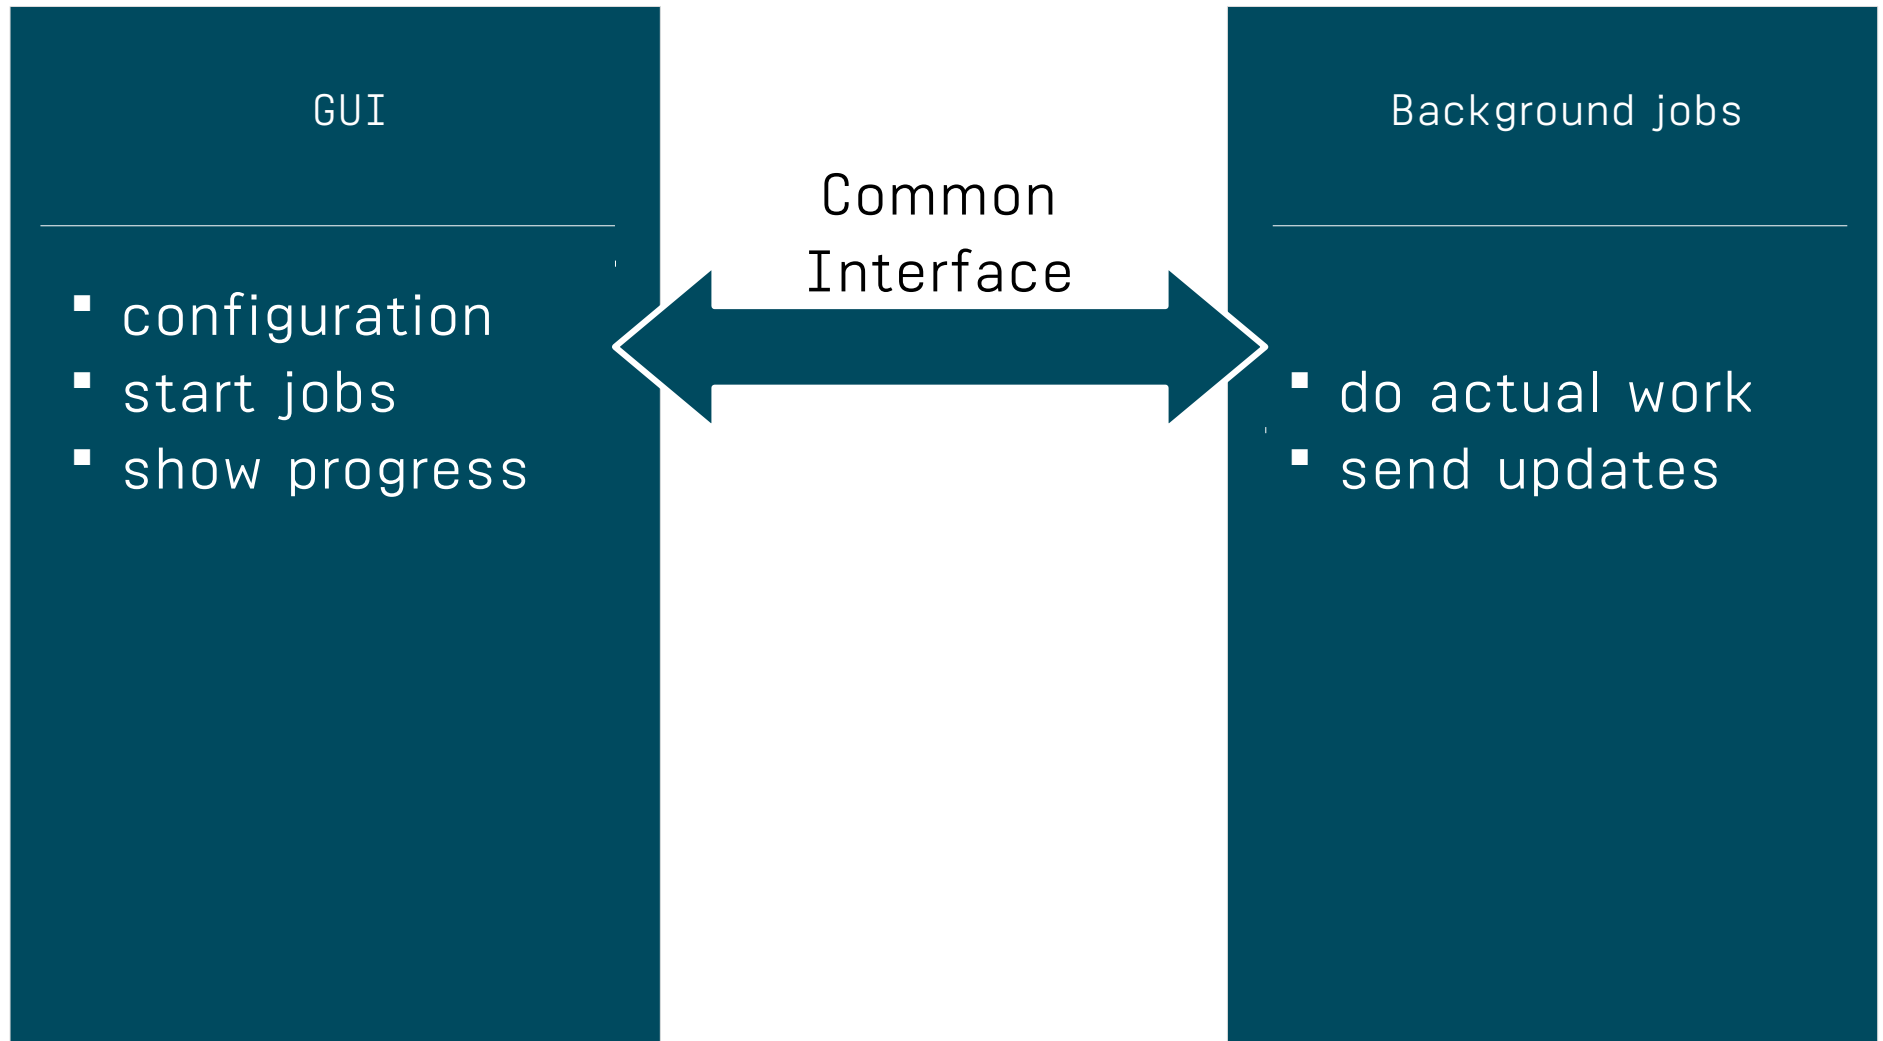 GUI
configuration
start jobs
show progress
Common
Interface
Background jobs
do actual work
send updates